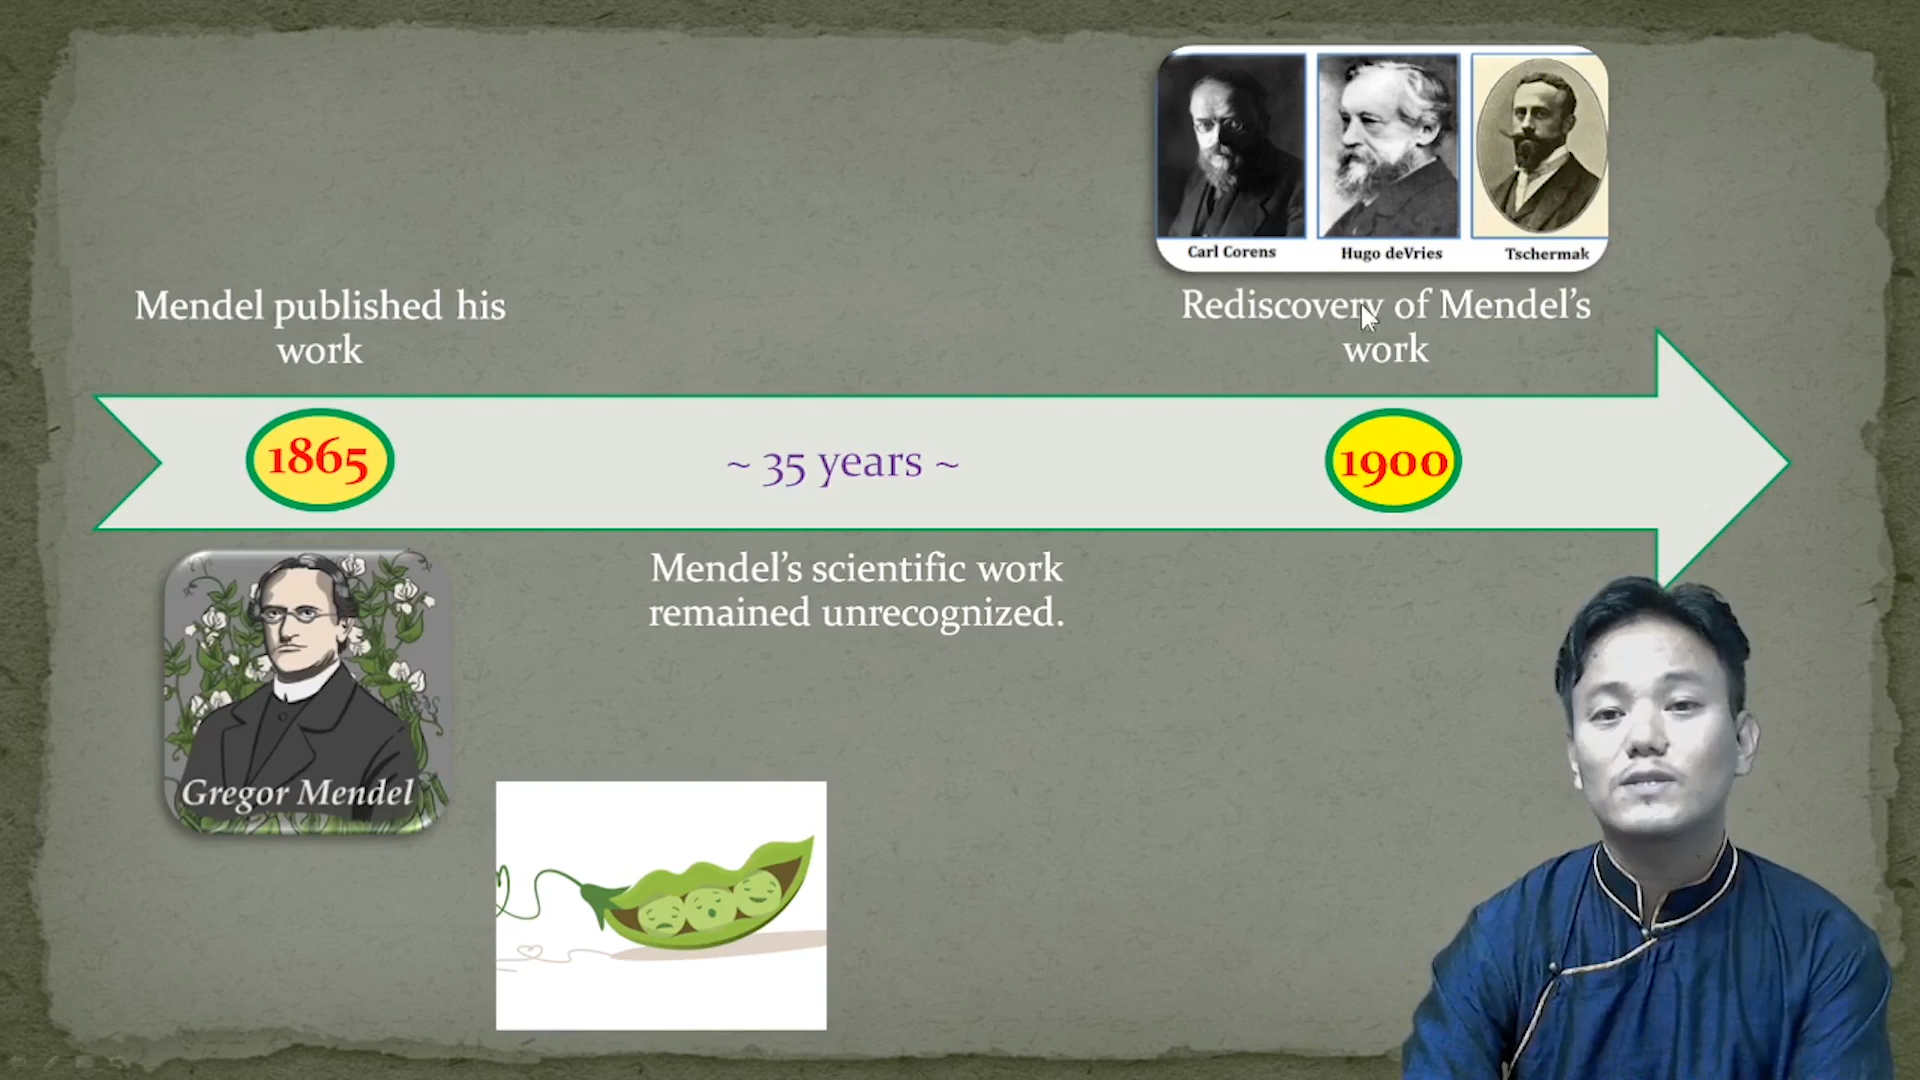 Carl Corens
Hugo deVries
Tschermak
Mendel published his
work
Rediscovery of Mendel's
work
1865
~ 35 years ~
1900
Mendel's scientific work
remained unrecognized.
Gregor Mendel